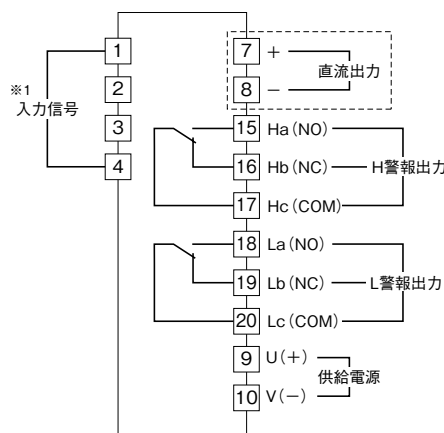 ※1
入力信号
1
2
3
4
7 +
8 −
直流出力
15 Ha(NO)
16 Hb(NC)
17 Hc(COM)
H警報出力
18 La(NO)
19 Lb(NC)
20 Lc(COM)
L警報出力
9 U(+)
10 V(−)
供給電源